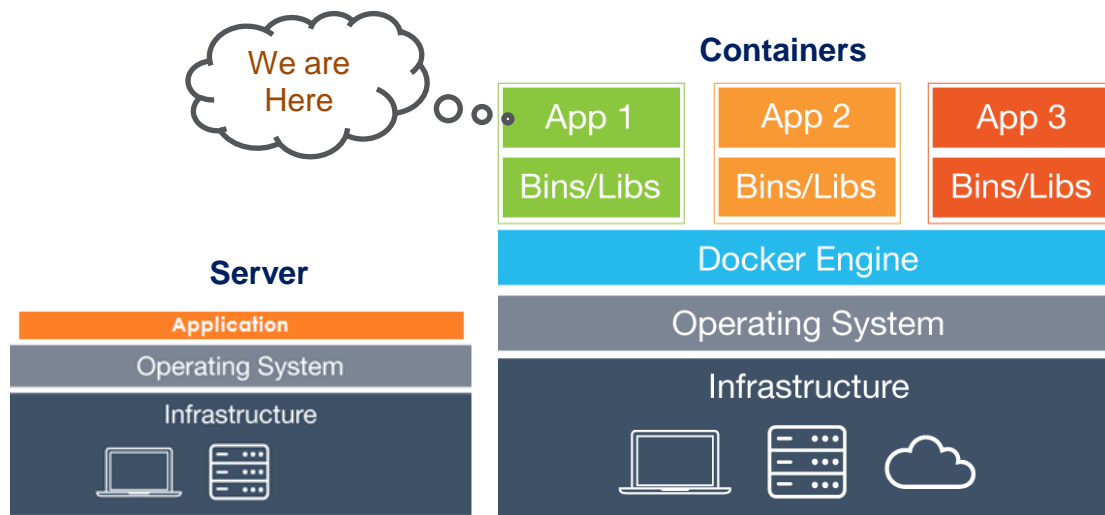 We are
Here
Containers
App 1
App 2
App 3
Bins/Libs
Bins/Libs
Bins/Libs
Docker Engine
Operating System
Infrastructure
Server
Application
Operating System
Infrastructure